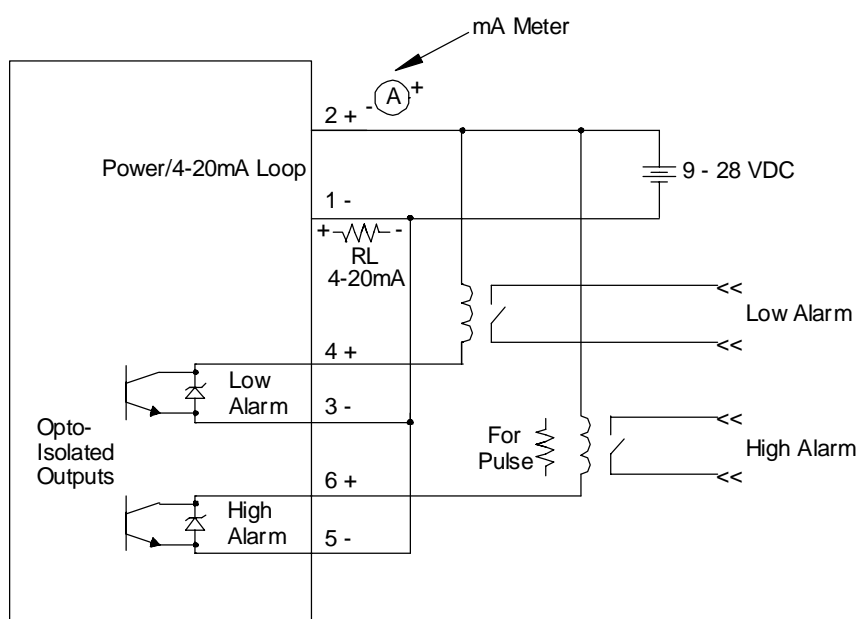 mA Meter
- A +
2 +
Power/4-20mA Loop
9 - 28 VDC
1 -
+ -
RL
4-20mA
<<
Low Alarm
<<
4 +
Low
Alarm
3 -
Opto-
Isolated
Outputs
For
Pulse
<<
High Alarm
<<
6 +
High
Alarm
5 -